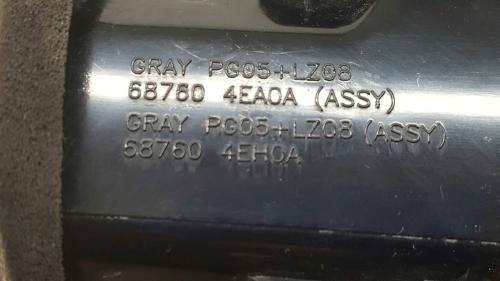 GRAY PG05+LZ08
68760 4EA0A (ASSY)
GRAY PG05+LZ08 (ASSY)
68760 4EH0A